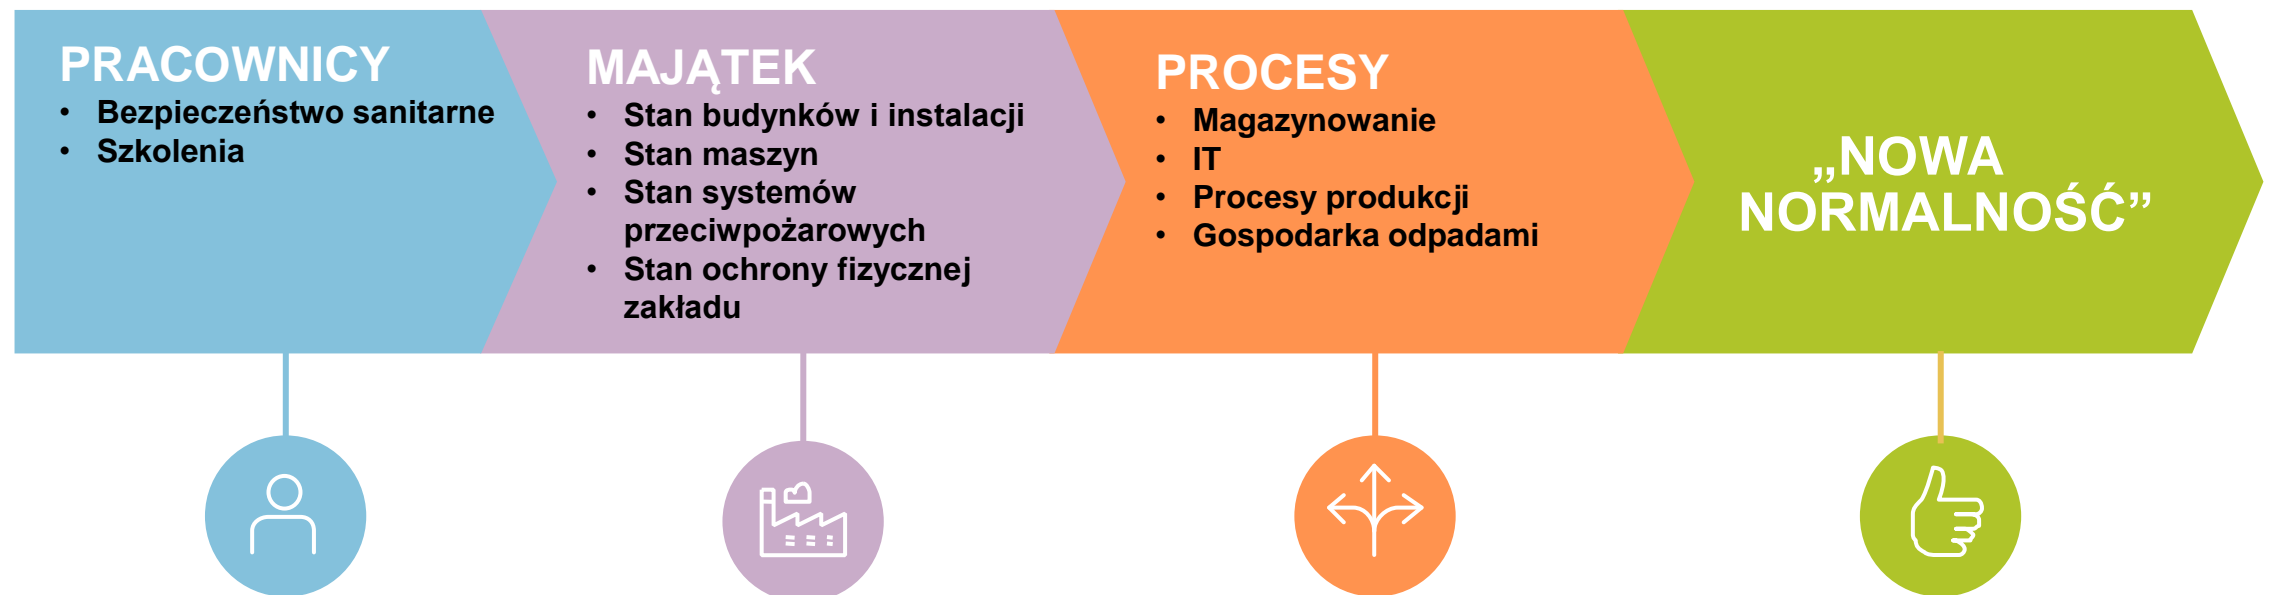 PRACOWNICY
• Bezpieczeństwo sanitarne
• Szkolenia
MAJĄTEK
• Stan budynków i instalacji
• Stan maszyn
• Stan systemów
przeciwpożarowych
• Stan ochrony fizycznej
zakładu
PROCESY
• Magazynowanie
• IT
• Procesy produkcji
• Gospodarka odpadami
„NOWA
NORMALNOŚĆ”